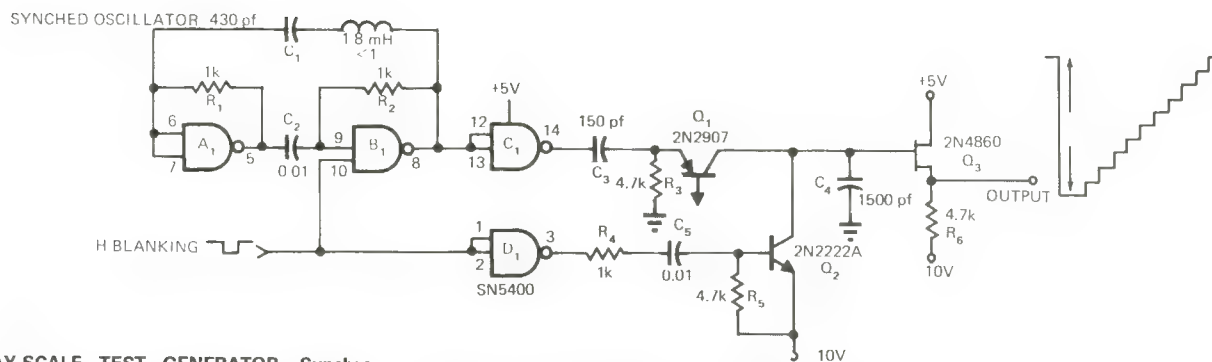 SYNCHED OSCILLATOR 430 pf
C1
1 8 mH
<1
1k
R1
1k
R2
+5V
6
7
A1
5
C2
0 01
9
10
B1
8
12
13
C1
14
150 pf
C3
4.7k
R3
Q1
2N2907
C4
1500 pf
+5V
2N4860
Q3
OUTPUT
4.7k
R6
10V
H BLANKING
1
2
D1
3
SN5400
R4
1k
C5
0.01
4.7k
R5
2N2222A
Q2
10V